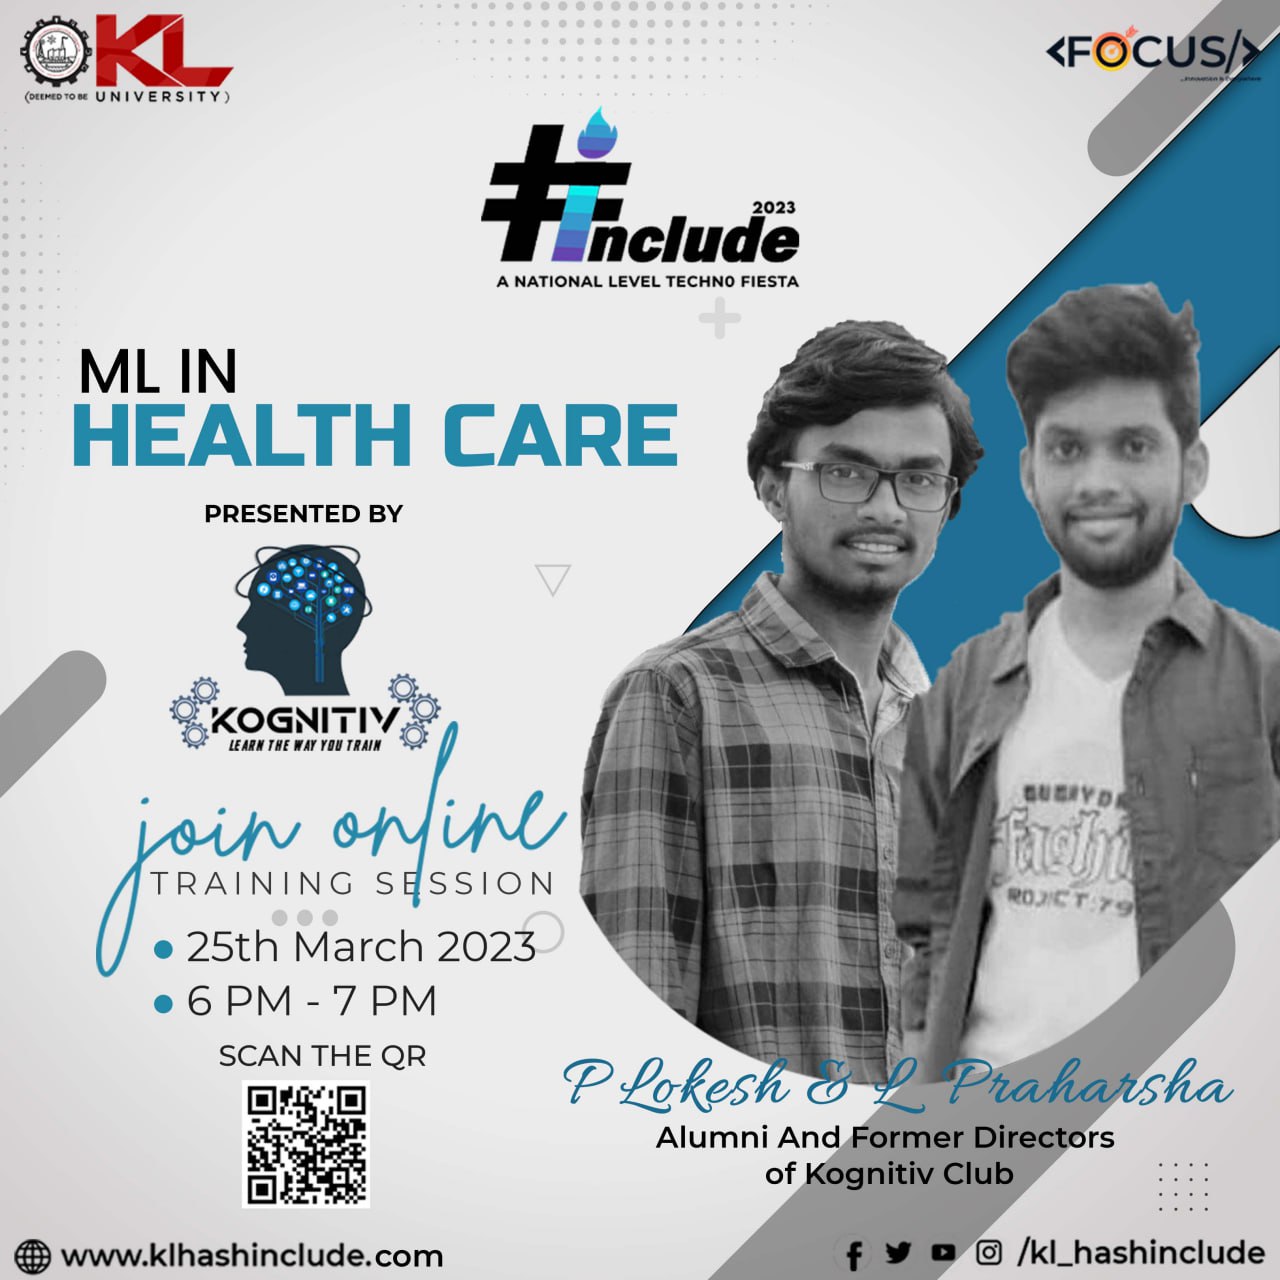 KL
(DEEMED TO BE UNIVERSITY)
<FOCUS/>
#include
2023
A NATIONAL LEVEL TECHN0 FIESTA
ML IN
HEALTH CARE
PRESENTED BY
KOGNITIV
LEARN THE WAY YOU TRAIN
join online
TRAINING SESSION
25th March 2023
6 PM - 7 PM
SCAN THE QR
P Lokesh & L Praharsha
Alumni And Former Directors
of Kognitiv Club
www.klhashinclude.com
/kl_hashinclude